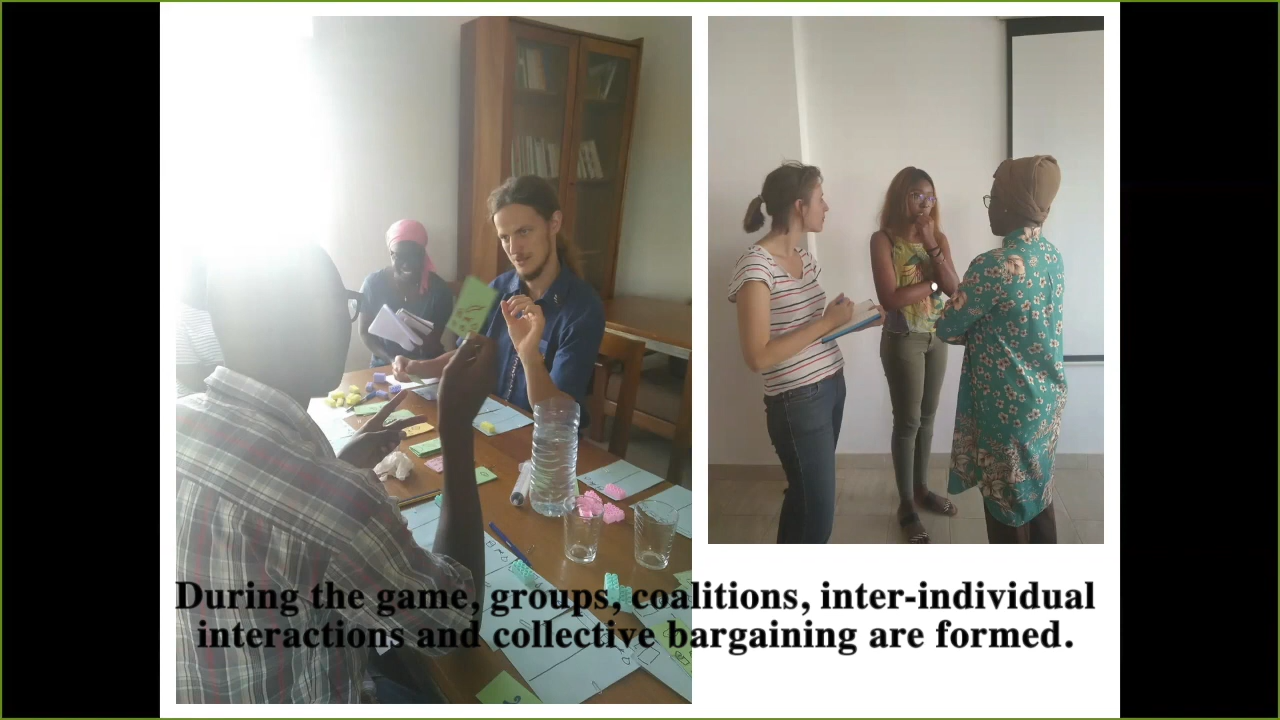 During the game, groups, coalitions, inter-individual
interactions and collective bargaining are formed.